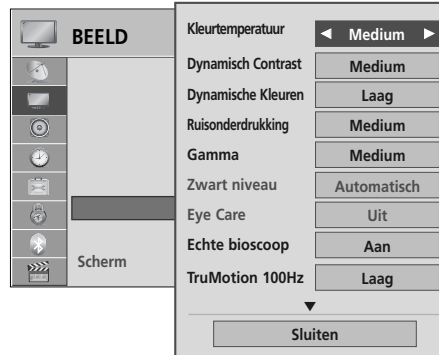 BEELD
Scherm
Kleurtemperatuur ◄ Medium ►
Dynamisch Contrast Medium
Dynamische Kleuren Laag
Ruisonderdrukking Medium
Gamma Medium
Zwart niveau Automatisch
Eye Care Uit
Echte bioscoop Aan
TruMotion 100Hz Laag
▼
Sluiten